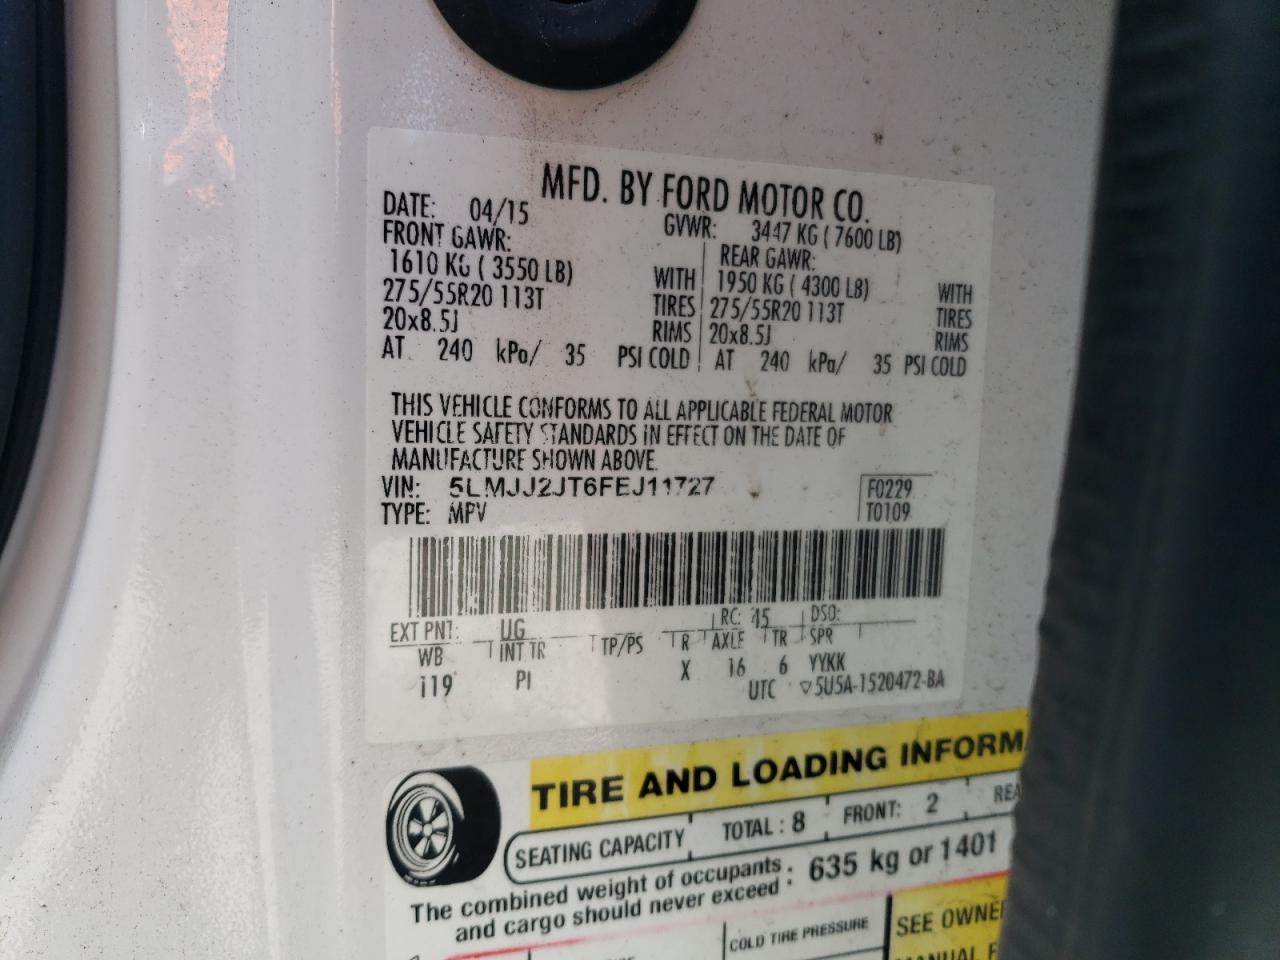 MFD. BY FORD MOTOR CO.
DATE: 04/15 GVWR: 3447 KG ( 7600 LB)
FRONT GAWR: REAR GAWR:
1610 KG ( 3550 LB) WITH 1950 KG ( 4300 LB) WITH
275/55R20 113T TIRES 275/55R20 113T TIRES
20x8.5J RIMS 20x8.5J RIMS
AT 240 kPa/ 35 PSI COLD AT 240 kPa/ 35 PSI COLD
THIS VEHICLE CONFORMS TO ALL APPLICABLE FEDERAL MOTOR
VEHICLE SAFETY STANDARDS IN EFFECT ON THE DATE OF
MANUFACTURE SHOWN ABOVE.
VIN: 5LMJJ2JT6FEJ11727 F0229
TYPE: MPV T0109
EXT PNT: UG RC: 45 DSO:
WB INT TR TP/PS R AXLE TR SPR
119 PI X 16 6 YYKK
UTC 5U5A-1520472-BA
TIRE AND LOADING INFORM
SEATING CAPACITY TOTAL : 8 FRONT: 2 REA
The combined weight of occupants
and cargo should never exceed : 635 kg or 1401
COLD TIRE PRESSURE SEE OWNE
MANUAL F